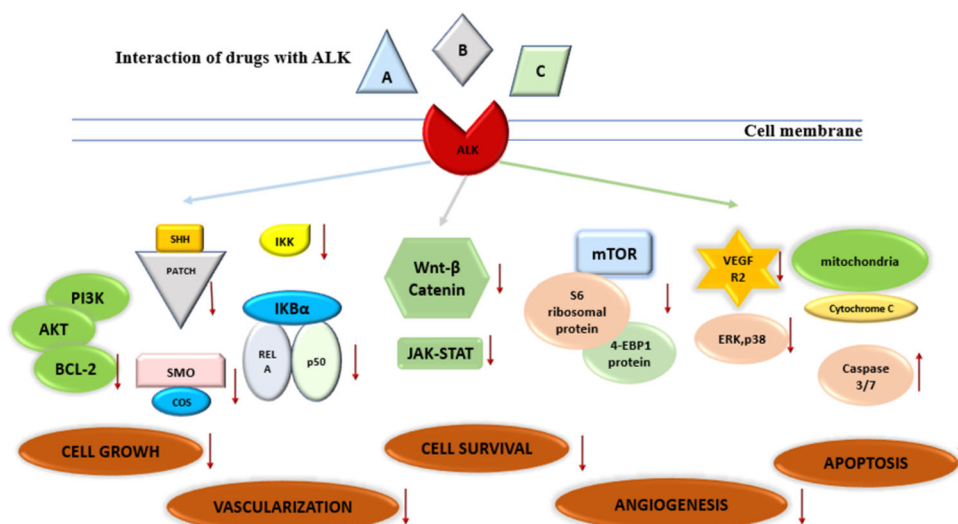 Interaction of drugs with ALK
A
B
C
Cell membrane
ALK
SHH
PATCH
IKK
PI3K
AKT
BCL-2
SMO
COS
IKBα
REL
A
p50
Wnt-β
Catenin
JAK-STAT
mTOR
S6
ribosomal
protein
4-EBP1
protein
VEGF
R2
ERK,p38
mitochondria
Cytochrome C
Caspase
3/7
CELL GROWH
VASCULARIZATION
CELL SURVIVAL
ANGIOGENESIS
APOPTOSIS